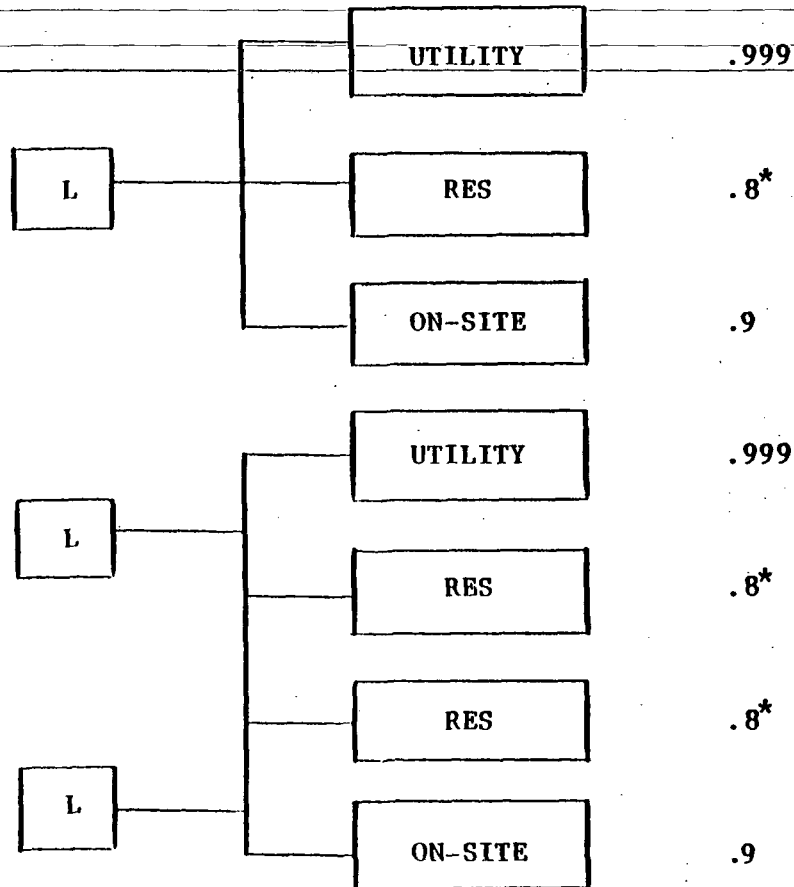 UTILITY .999
L RES .8*
ON-SITE .9
UTILITY .999
L
RES .8*
RES .8*
L
ON-SITE .9